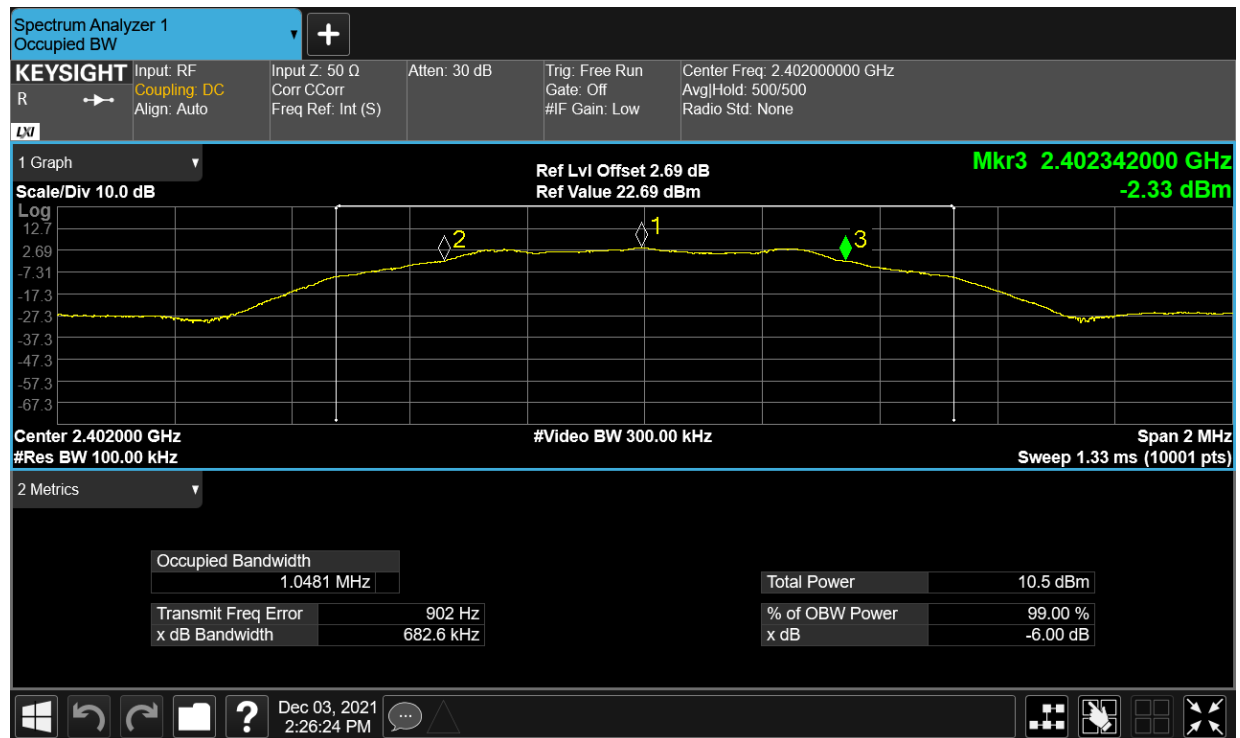 Spectrum Analyzer 1
Occupied BW
KEYSIGHT
R
LXI
Input: RF
Coupling: DC
Align: Auto
Input Z: 50 Ω
Corr CCorr
Freq Ref: Int (S)
Atten: 30 dB
Trig: Free Run
Gate: Off
#IF Gain: Low
Center Freq: 2.402000000 GHz
Avg|Hold: 500/500
Radio Std: None
1 Graph
Scale/Div 10.0 dB
Ref Lvl Offset 2.69 dB
Ref Value 22.69 dBm
Mkr3 2.402342000 GHz
-2.33 dBm
Log
12.7
2.69
-7.31
-17.3
-27.3
-37.3
-47.3
-57.3
-67.3
2
1
3
Center 2.402000 GHz
#Video BW 300.00 kHz
Span 2 MHz
#Res BW 100.00 kHz
Sweep 1.33 ms (10001 pts)
2 Metrics
Occupied Bandwidth
1.0481 MHz
Total Power 10.5 dBm
Transmit Freq Error 902 Hz
% of OBW Power 99.00 %
x dB Bandwidth 682.6 kHz
x dB -6.00 dB
?
Dec 03, 2021
2:26:24 PM